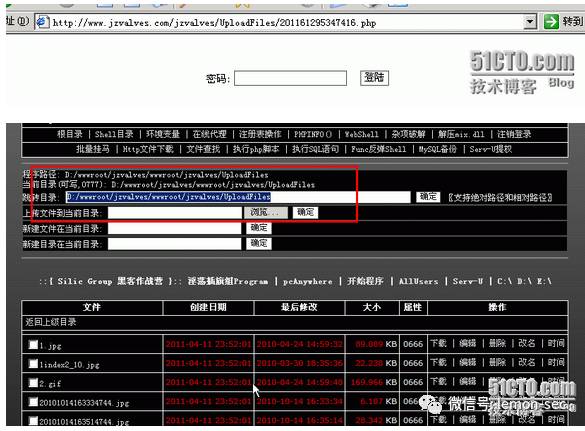 址(D) http://www.jzvalves.com/jzvalves/UploadFiles/201161295347416.php 转到
密码: 登陆
51CTO.com
技术博客 Blog
根目录 | Shell目录 | 环境变量 | 在线代理 | 注册表操作 | PHPINFO() | WebShell | 杂项破解 | 解压mix.dll | 注销登录
批量挂马 | Http文件下载 | 文件查找 | 执行php脚本 | 执行SQL语句 | Func反弹Shell | MySQL备份 | Serv-U提权
程序路径: D:/wwwroot/jzvalves/wwwroot/jzvalves/UploadFiles
当前目录(可写,0777): D:/wwwroot/jzvalves/wwwroot/jzvalves/UploadFiles
跳转目录: D:/wwwroot/jzvalves/wwwroot/jzvalves/UploadFiles 确定 〖支持绝对路径和相对路径〗
上传文件到当前目录: 浏览... 确定
新建文件在当前目录: 确定
新建目录在当前目录: 确定
::{ Silic Group 黑客作战营 }:: 淫荡插旗组Program | pcAnywhere | 开始程序 | AllUsers | Serv-U | C:\ D:\ E:\
文件 创建日期 最后修改 大小 属性 操作
返回上级目录
1.jpg 2011-04-11 23:52:01 2010-04-24 14:59:32 89.089 KB 0666 下载 | 编辑 | 删除 | 改名 | 时间
1index2_10.jpg 2011-04-11 23:52:01 2010-03-30 16:35:36 22.238 KB 0666 下载 | 编辑 | 删除 | 改名 | 时间
2.gif 2011-04-11 23:52:01 2010-04-24 14:59:48 169.966 KB 0666 下载 | 编辑 | 删除 | 改名 | 时间
20101014163334744.jpg 2011-04-11 23:52:01 2010-10-14 16:33:34 6.187 KB 0666
20101014163514744.jpg 2011-04-11 23:52:01 2010-10-14 16:35:14 28.342 KB 0666 下载 | 编辑 | 删除 | 改名 | 时间
51CTO.com
技术博客 Blog
微信号: lemon-sec